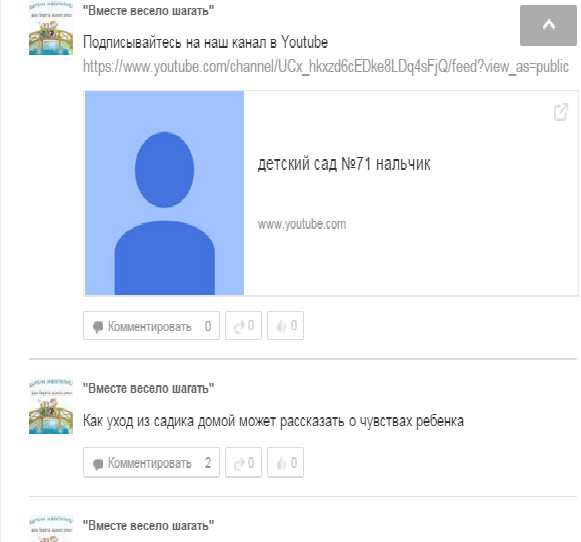 "Вместе весело шагать"
Подписывайтесь на наш канал в Youtube
https://www.youtube.com/channel/UCx_hkxzd6cEDke8LDq4sFjQ/feed?view_as=public
детский сад №71 нальчик
www.youtube.com
Комментировать 0 0 0
"Вместе весело шагать"
Как уход из садика домой может рассказать о чувствах ребенка
Комментировать 2 0 0
"Вместе весело шагать"